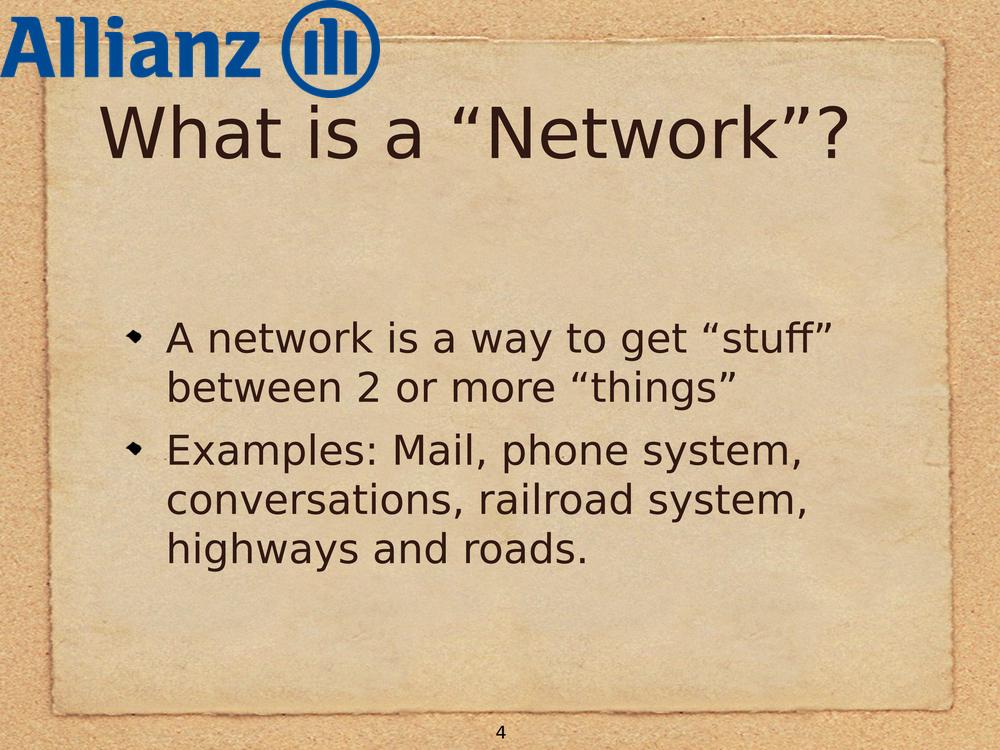 Allianz
What is a “Network”?
A network is a way to get “stuff”
between 2 or more “things”
Examples: Mail, phone system,
conversations, railroad system,
highways and roads.
4